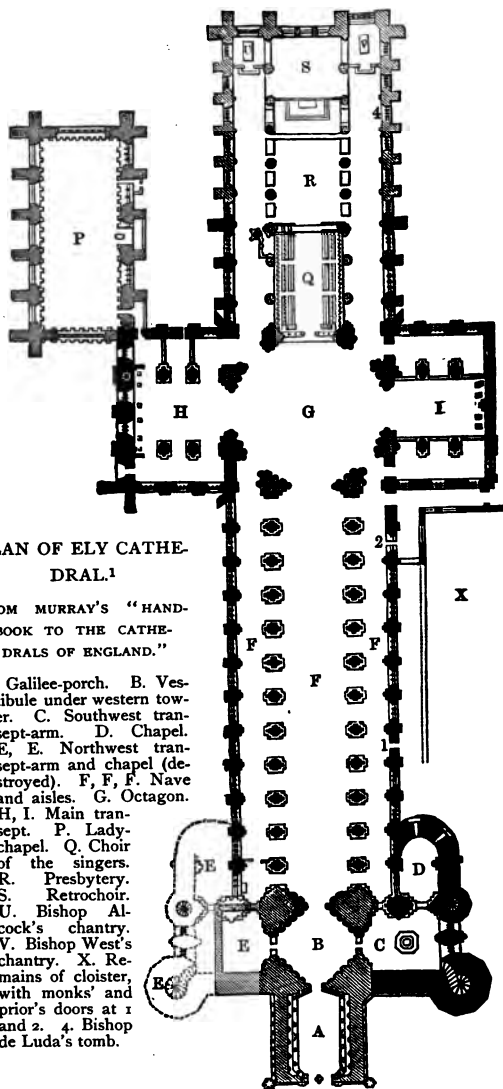 U
V
S
4
R
P
Q
H
G
I
2
X
F
F
F
1
LAN OF ELY CATHE-
DRAL.¹
OM MURRAY'S "HAND-
BOOK TO THE CATHE-
DRALS OF ENGLAND."
Galilee-porch. B. Ves-
tibule under western tow-
er. C. Southwest tran-
sept-arm. D. Chapel.
E, E. Northwest tran-
sept-arm and chapel (de-
stroyed). F, F, F. Nave
and aisles. G. Octagon.
H, I. Main tran-
sept. P. Lady-
chapel. Q. Choir
of the singers.
R. Presbytery.
S. Retrochoir.
U. Bishop Al-
cock's chantry.
V. Bishop West's
chantry. X. Re-
mains of cloister,
with monks' and
prior's doors at 1
and 2. 4. Bishop
de Luda's tomb.
E
D
E
B
C
E
A